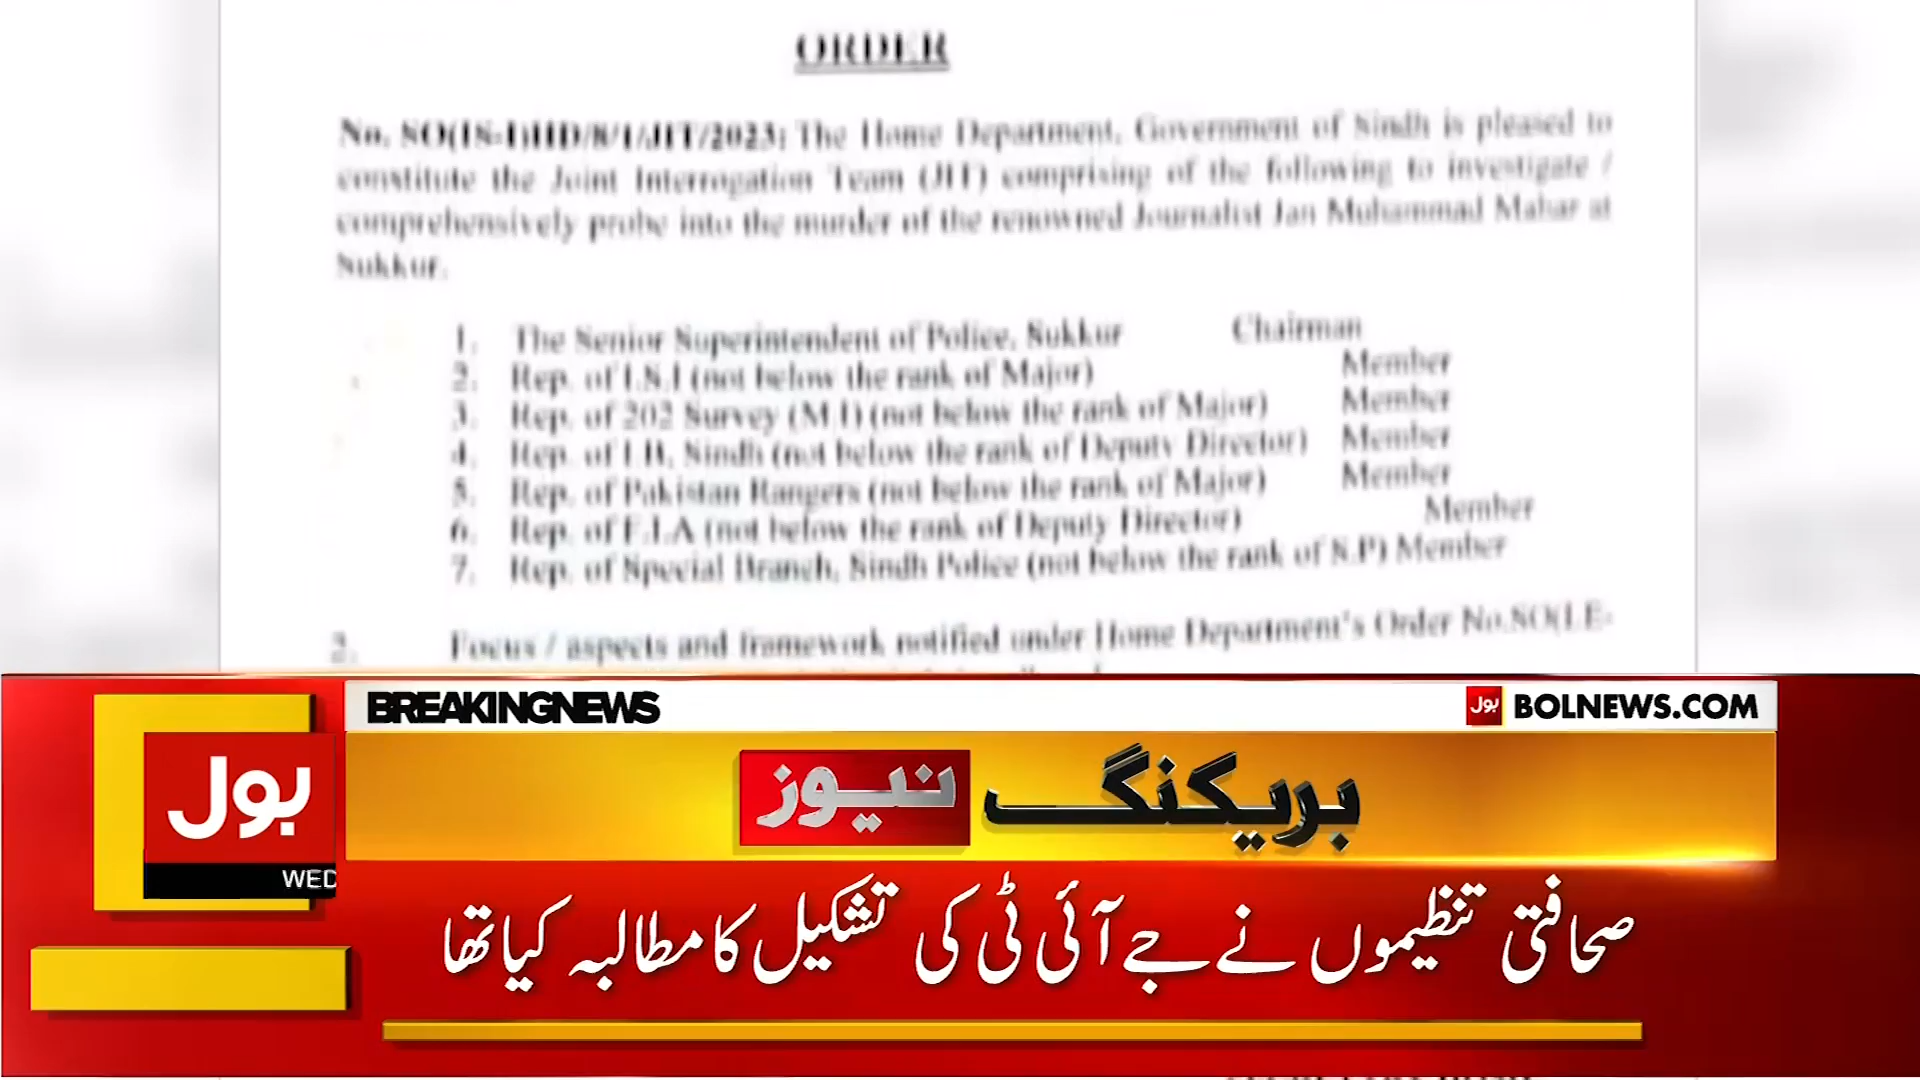 ORDER
No. SO(IS-I)HD/8/1/JIT/2023: The Home Department, Government of Sindh is pleased to
constitute the Joint Interrogation Team (JIT) comprising of the following to investigate /
comprehensively probe into the murder of the renowned Journalist Jan Muhammad Mahar at
Sukkur.
1. The Senior Superintendent of Police, Sukkur Chairman
2. Rep. of I.S.I (not below the rank of Major) Member
3. Rep. of 202 Survey (M.I) (not below the rank of Major) Member
4. Rep. of I.B, Sindh (not below the rank of Deputy Director) Member
5. Rep. of Pakistan Rangers (not below the rank of Major) Member
6. Rep. of F.I.A (not below the rank of Deputy Director) Member
7. Rep. of Special Branch, Sindh Police (not below the rank of S.P) Member
2. Focus / aspects and framework notified under Home Department's Order No.SO(LE-
BREAKINGNEWS
بول BOLNEWS.COM
بریکنگ نیوز
بول
WED
صحافتی تنظیموں نے جے آئی ٹی کی تشکیل کا مطالبہ کیا تھا